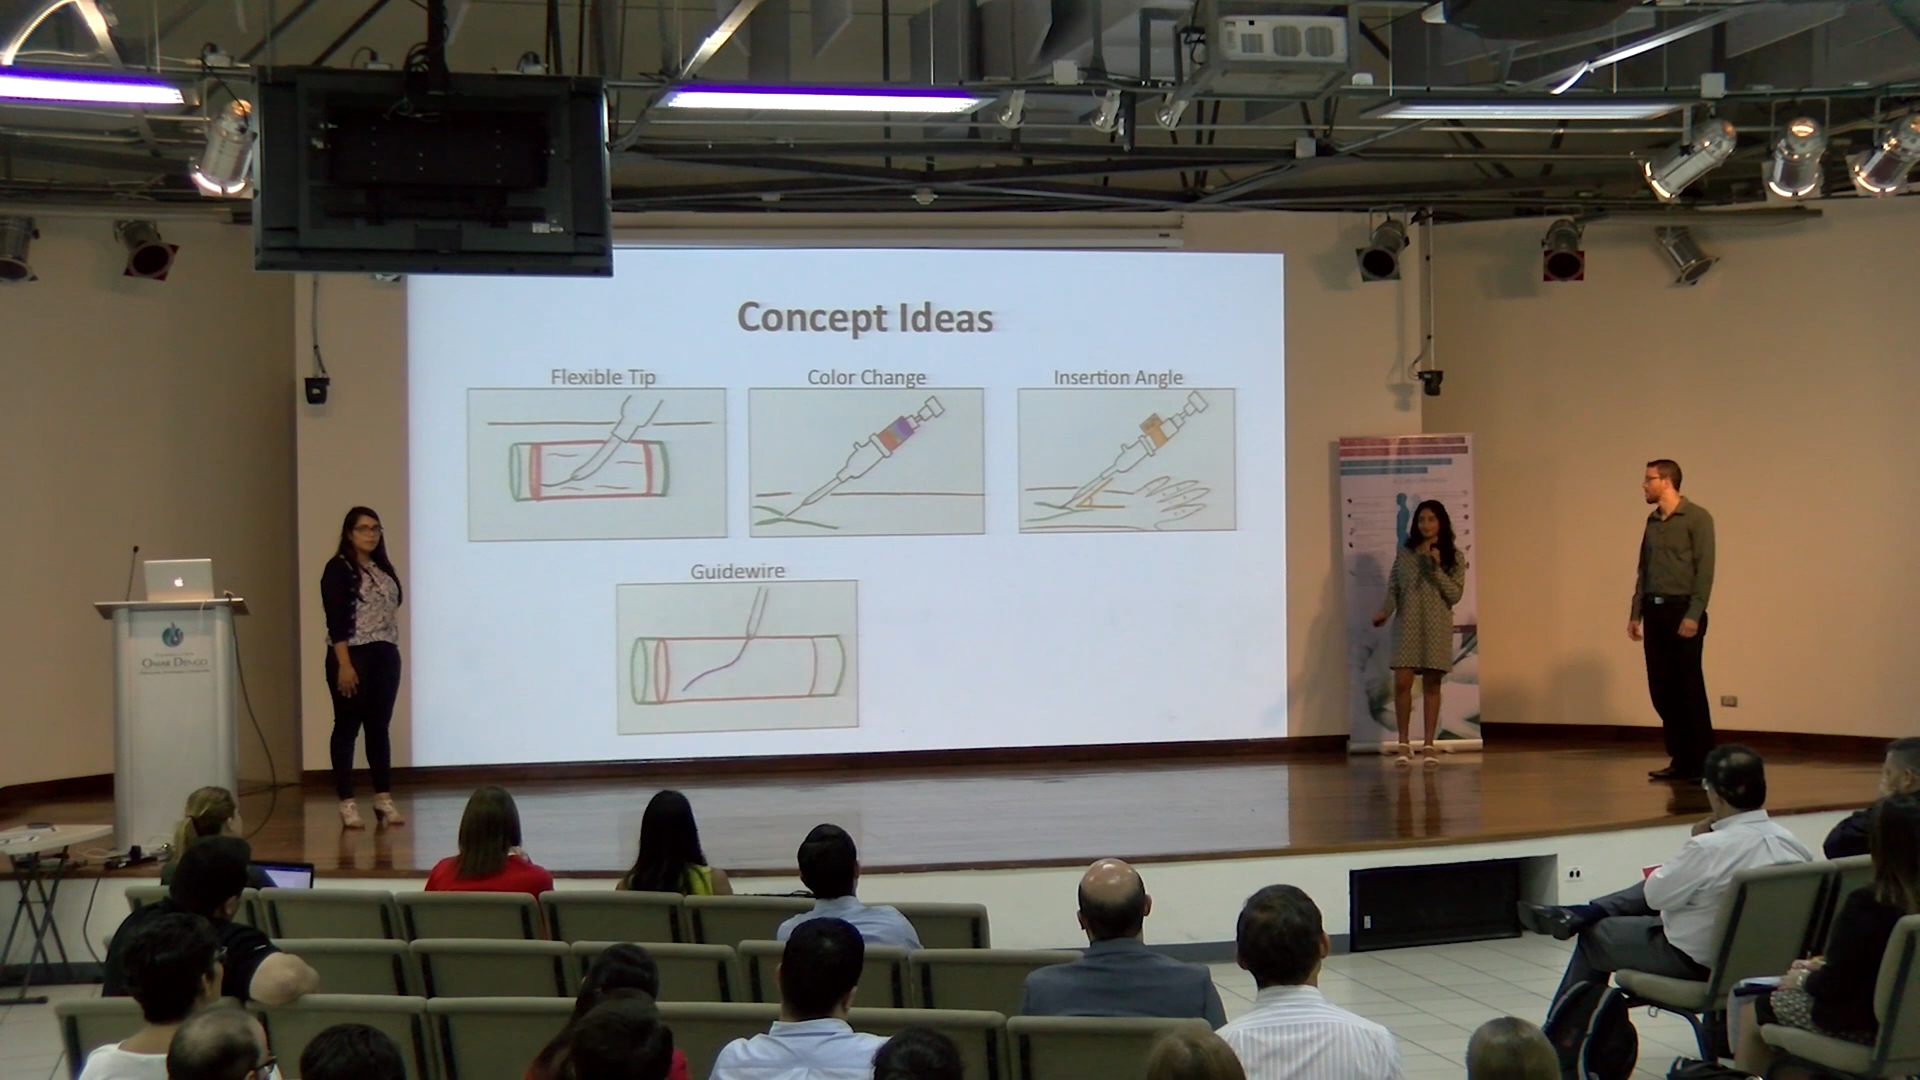 Concept Ideas
Flexible Tip
Color Change
Insertion Angle
Guidewire
OMAR DENGO